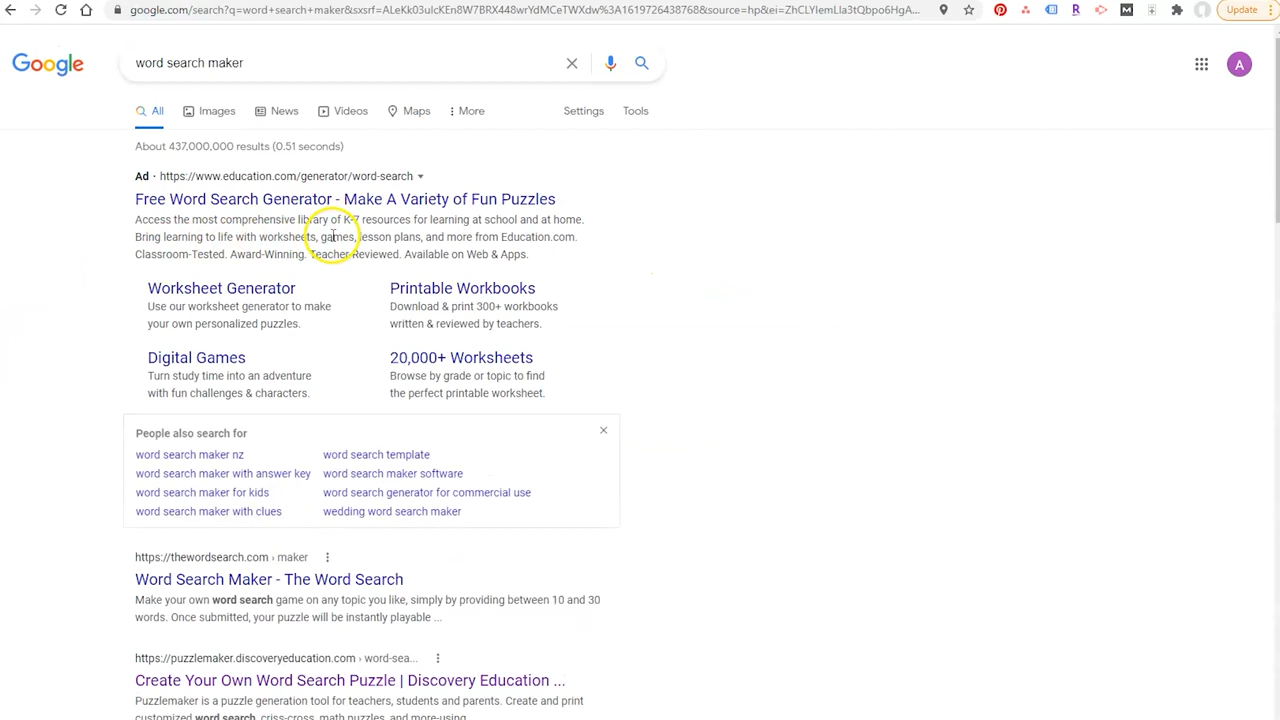 google.com/search?q=word+search+maker&sxsrf=ALeKk03ulcKEn8W7BRX448wrYdMCeTWXdw%3A1619726438768&source=hp&ei=ZhCLYIemLIa3tQbpo6HgA...
Update
Google
word search maker
A
All
Images
News
Videos
Maps
More
Settings
Tools
About 437,000,000 results (0.51 seconds)
Ad · https://www.education.com/generator/word-search
Free Word Search Generator - Make A Variety of Fun Puzzles
Access the most comprehensive library of K-7 resources for learning at school and at home.
Bring learning to life with worksheets, games, lesson plans, and more from Education.com.
Classroom-Tested. Award-Winning. Teacher-Reviewed. Available on Web & Apps.
Worksheet Generator
Use our worksheet generator to make
your own personalized puzzles.
Printable Workbooks
Download & print 300+ workbooks
written & reviewed by teachers.
Digital Games
Turn study time into an adventure
with fun challenges & characters.
20,000+ Worksheets
Browse by grade or topic to find
the perfect printable worksheet.
People also search for
word search maker nz
word search template
word search maker with answer key
word search maker software
word search maker for kids
word search generator for commercial use
word search maker with clues
wedding word search maker
https://thewordsearch.com › maker
Word Search Maker - The Word Search
Make your own word search game on any topic you like, simply by providing between 10 and 30
words. Once submitted, your puzzle will be instantly playable ...
https://puzzlemaker.discoveryeducation.com › word-sea...
Create Your Own Word Search Puzzle | Discovery Education ...
Puzzlemaker is a puzzle generation tool for teachers, students and parents. Create and print
customized word search, criss-cross, math puzzles, and more-using